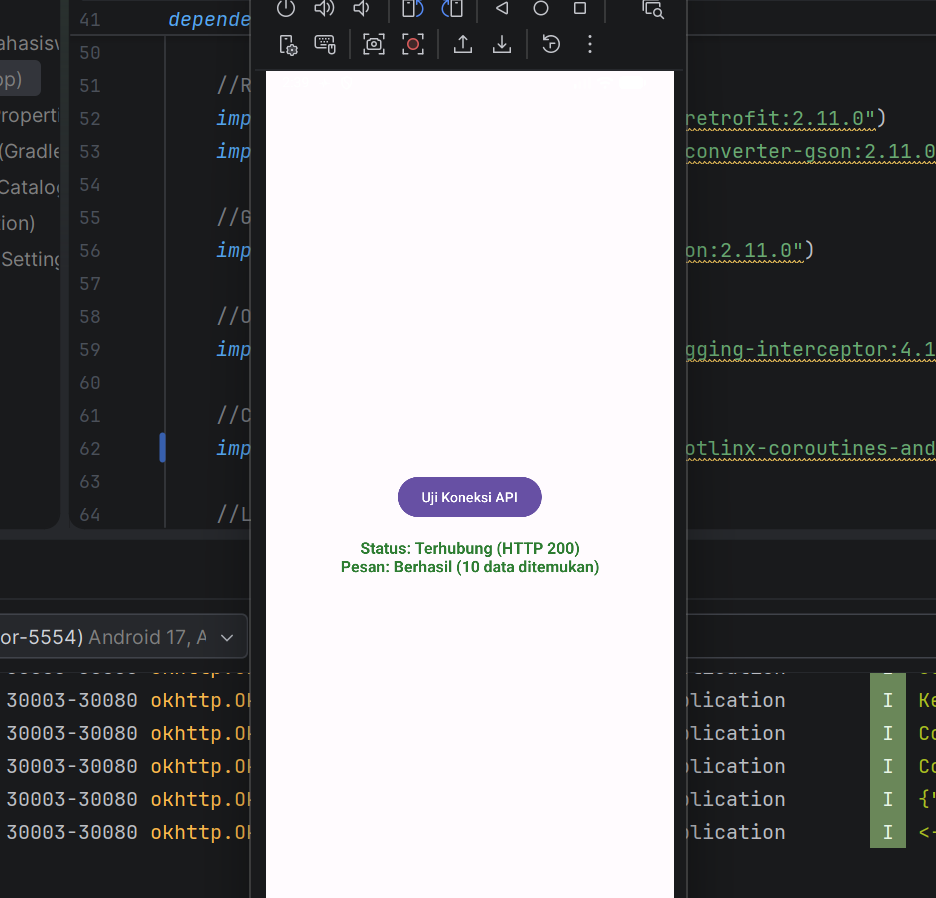 41 depende
50
ahasisw
51 //R
op)
52 imp retrofit:2.11.0")
roperti
53 imp converter-gson:2.11.0
(Gradle
54
Catalog
55 //G
ion)
56 imp on:2.11.0")
Setting
57
58 //O
59 imp gging-interceptor:4.1
60
61 //C
62 imp otlinx-coroutines-and
63
64 //L
Uji Koneksi API
Status: Terhubung (HTTP 200)
Pesan: Berhasil (10 data ditemukan)
or-5554) Android 17, A
30003-30080 okhttp.Ok plication I Ke
30003-30080 okhttp.Ok plication I Co
30003-30080 okhttp.Ok plication I Co
30003-30080 okhttp.Ok plication I {"
30003-30080 okhttp.Ok plication I <-